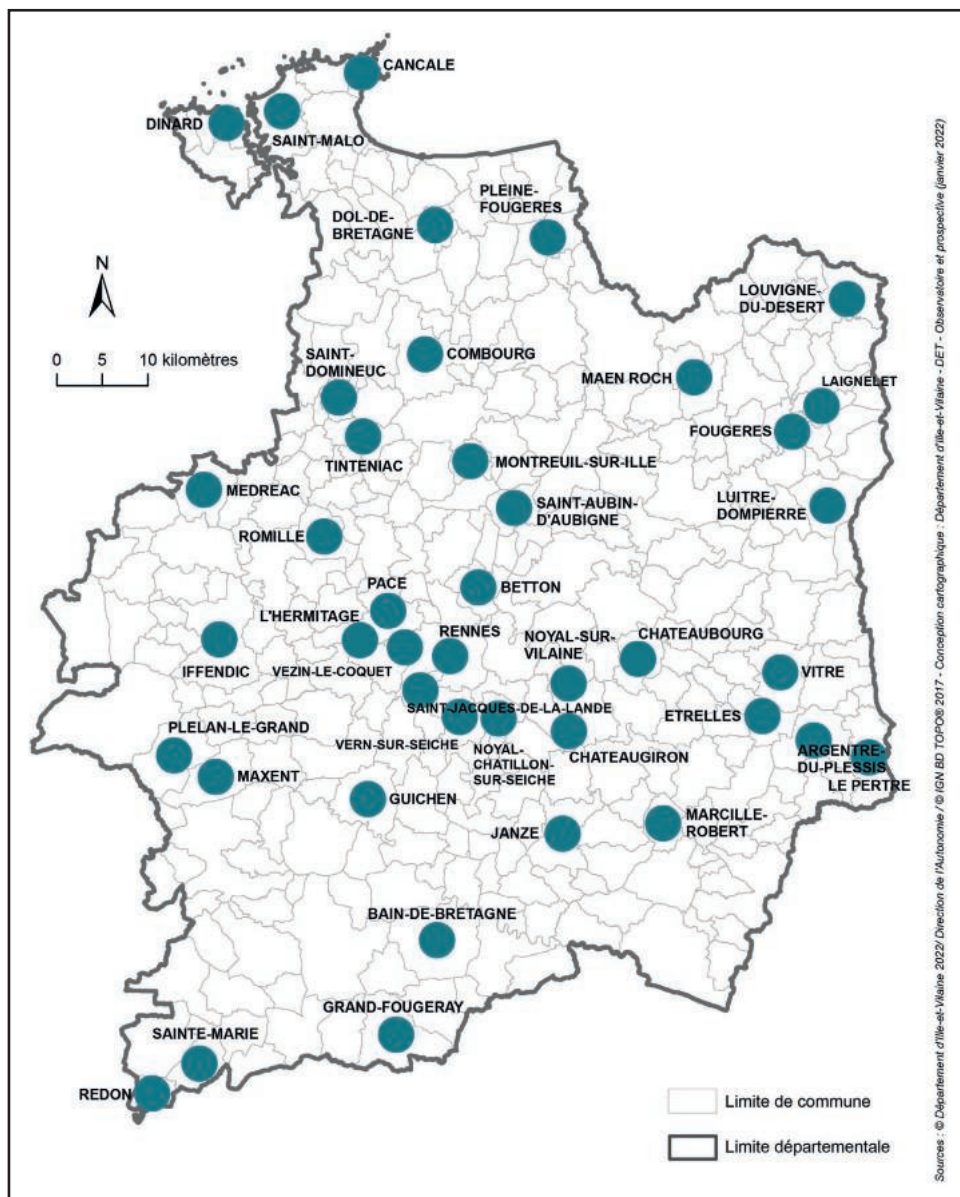 CANCALE
DINARD
SAINT-MALO
PLEINE-
FOUGERES
DOL-DE-
BRETAGNE
N
LOUVIGNE-
DU-DESERT
0 5 10 kilomètres
SAINT-
DOMINEUC
COMBOURG
MAEN ROCH
LAIGNELET
FOUGERES
TINTENIAC
MONTREUIL-SUR-ILLE
MEDREAC
SAINT-AUBIN-
D'AUBIGNE
LUITRE-
DOMPIERRE
ROMILLE
PACE
BETTON
L'HERMITAGE
RENNES
NOYAL-SUR-
VILAINE
CHATEAUBOURG
IFFENDIC
VEZIN-LE-COQUET
VITRE
SAINT-JACQUES-DE-LA-LANDE
ETRELLES
PLELAN-LE-GRAND
VERN-SUR-SEICHE
NOYAL-
CHATILLON-
SUR-SEICHE
CHATEAUGIRON
ARGENTRE-
DU-PLESSIS
LE PERTRE
MAXENT
GUICHEN
JANZE
MARCILLE-
ROBERT
BAIN-DE-BRETAGNE
GRAND-FOUGERAY
SAINTE-MARIE
REDON
Limite de commune
Limite départementale
Sources : © Département d'Ille-et-Vilaine 2022/ Direction de l'Autonomie / © IGN BD TOPO® 2017 - Conception cartographique : Département d'Ille-et-Vilaine - DET - Observatoire et prospective (janvier 2022)